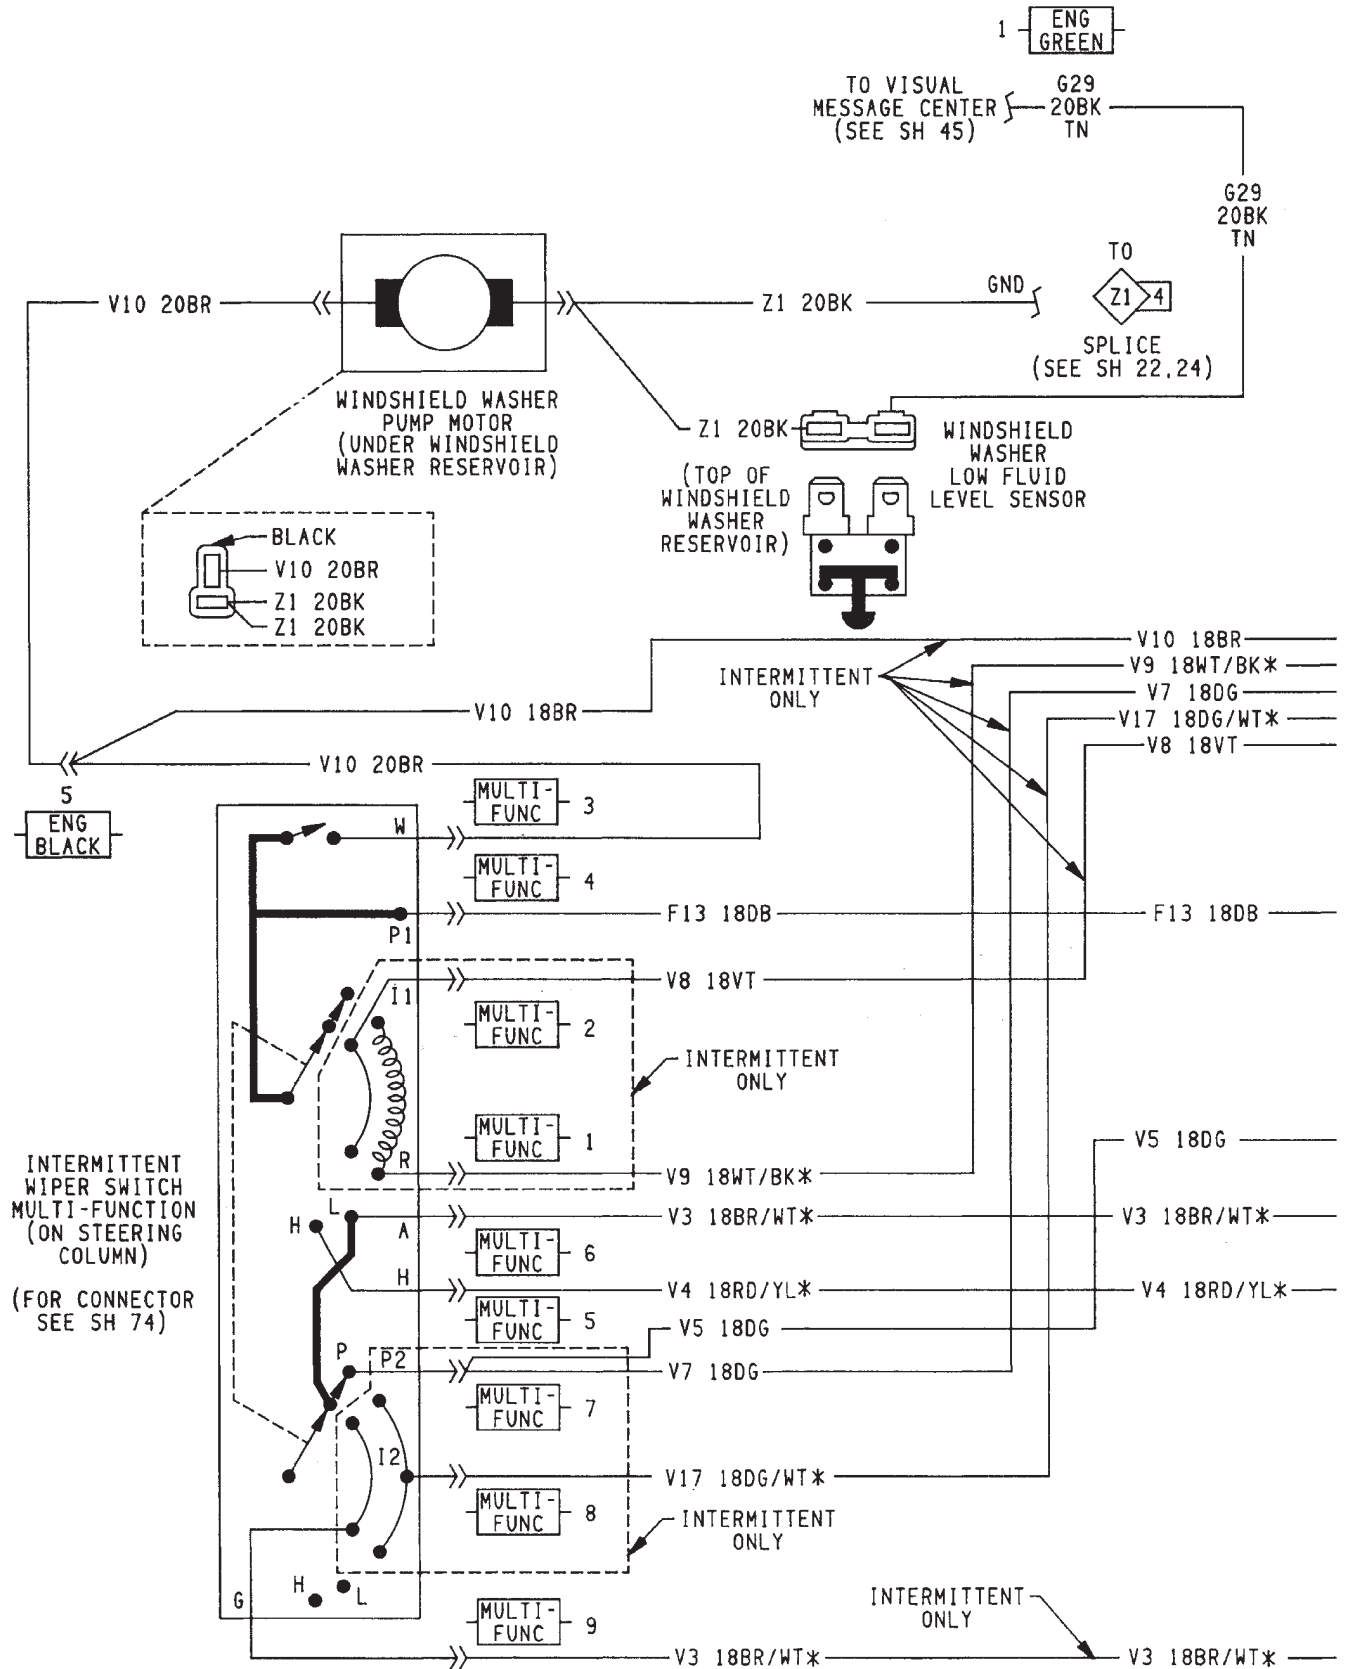 1
ENG
GREEN
TO VISUAL
MESSAGE CENTER
(SEE SH 45)
G29
20BK
TN
G29
20BK
TN
V10 20BR
Z1 20BK
GND
TO
Z1 4
SPLICE
(SEE SH 22,24)
WINDSHIELD WASHER
PUMP MOTOR
(UNDER WINDSHIELD
WASHER RESERVOIR)
Z1 20BK
WINDSHIELD
WASHER
LOW FLUID
LEVEL SENSOR
(TOP OF
WINDSHIELD
WASHER
RESERVOIR)
BLACK
V10 20BR
Z1 20BK
Z1 20BK
V10 18BR
V9 18WT/BK*
V7 18DG
V17 18DG/WT*
V8 18VT
INTERMITTENT
ONLY
V10 18BR
V10 20BR
5
ENG
BLACK
MULTI-
FUNC
3
W
MULTI-
FUNC
4
F13 18DB
F13 18DB
P1
V8 18VT
I1
MULTI-
FUNC
2
INTERMITTENT
ONLY
MULTI-
FUNC
1
R
V9 18WT/BK*
V5 18DG
INTERMITTENT
WIPER SWITCH
MULTI-FUNCTION
(ON STEERING
COLUMN)
(FOR CONNECTOR
SEE SH 74)
L
H
A
V3 18BR/WT*
V3 18BR/WT*
MULTI-
FUNC
6
H
V4 18RD/YL*
V4 18RD/YL*
MULTI-
FUNC
5
V5 18DG
P
P2
V7 18DG
MULTI-
FUNC
7
I2
V17 18DG/WT*
MULTI-
FUNC
8
INTERMITTENT
ONLY
H
L
G
MULTI-
FUNC
9
INTERMITTENT
ONLY
V3 18BR/WT*
V3 18BR/WT*